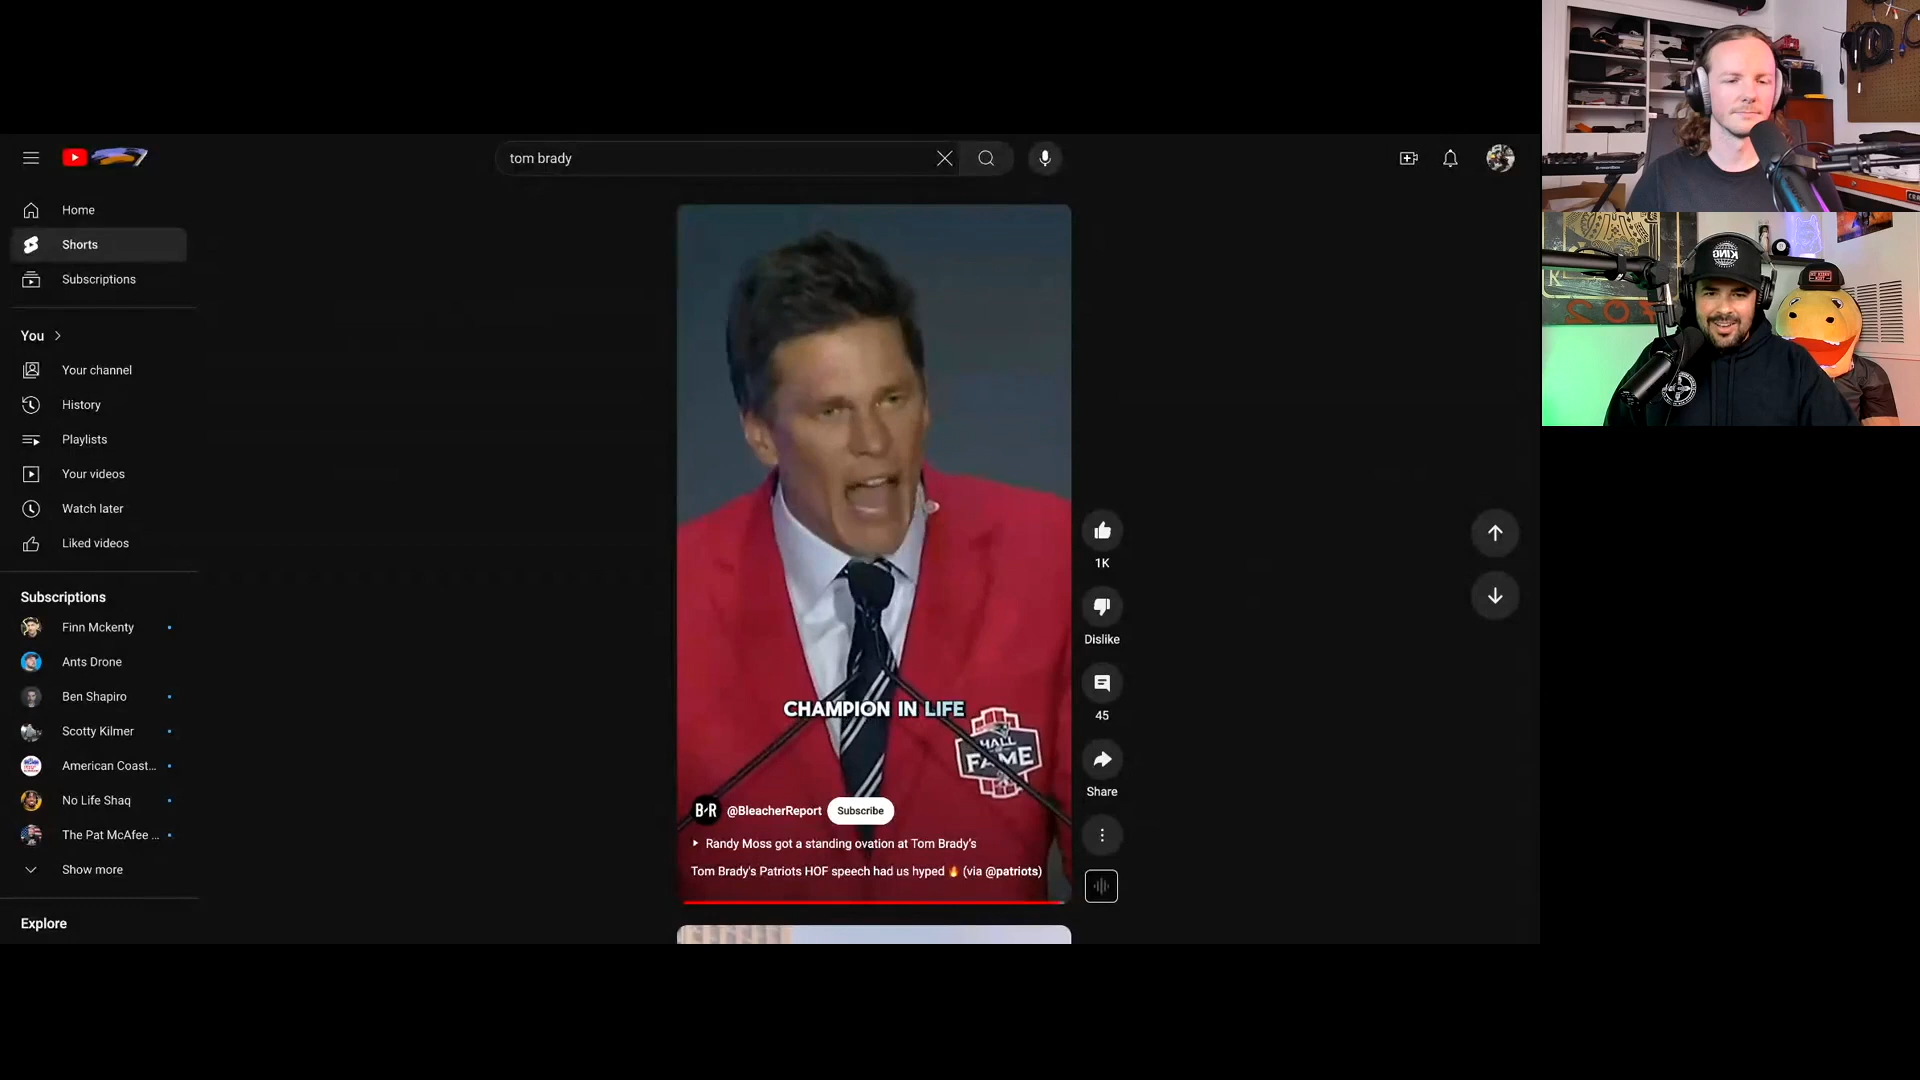 tom brady
Home
Shorts
Subscriptions
You
Your channel
History
Playlists
Your videos
Watch later
Liked videos
Subscriptions
Finn Mckenty
Ants Drone
Ben Shapiro
Scotty Kilmer
American Coast...
No Life Shaq
The Pat McAfee ...
Show more
Explore
CHAMPION IN LIFE
HALL
FAME
B/R
@BleacherReport
Subscribe
Randy Moss got a standing ovation at Tom Brady's
Tom Brady's Patriots HOF speech had us hyped 🔥 (via @patriots)
1K
Dislike
45
Share
KING